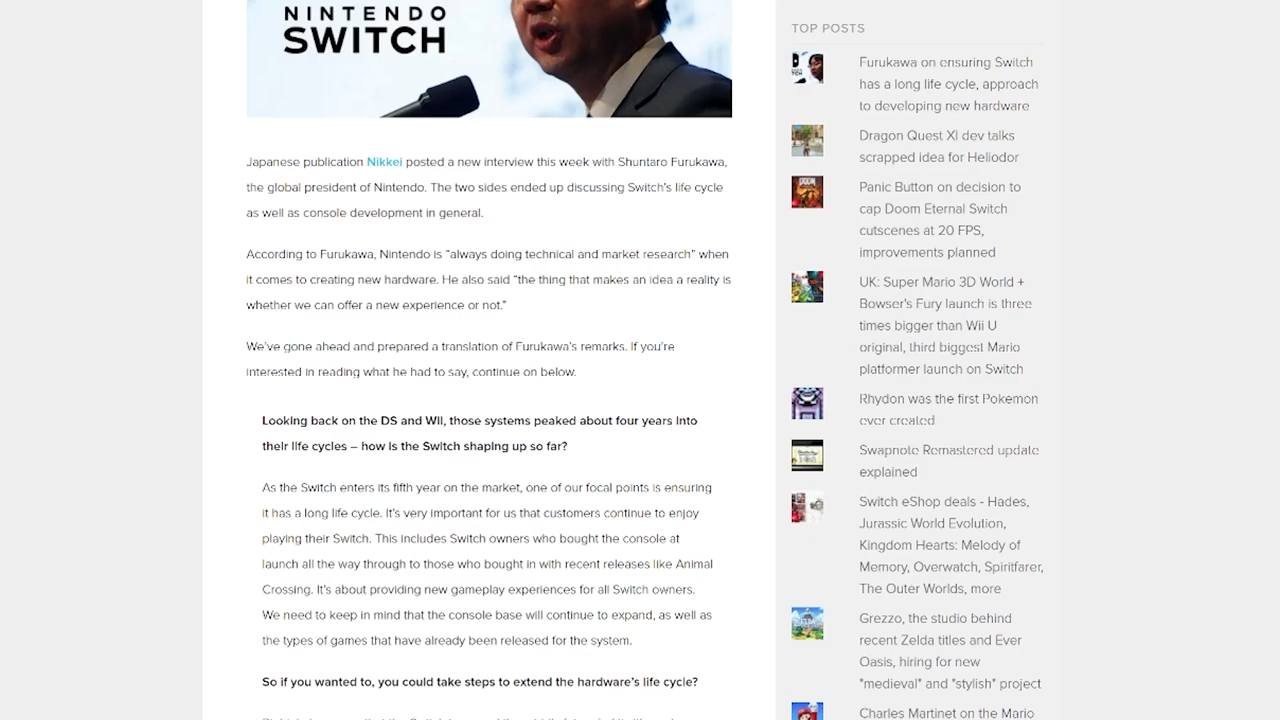 NINTENDO
SWITCH
Japanese publication Nikkei posted a new interview this week with Shuntaro Furukawa,
the global president of Nintendo. The two sides ended up discussing Switch's life cycle
as well as console development in general.
According to Furukawa, Nintendo is "always doing technical and market research" when
it comes to creating new hardware. He also said "the thing that makes an idea a reality is
whether we can offer a new experience or not."
We've gone ahead and prepared a translation of Furukawa's remarks. If you're
interested in reading what he had to say, continue on below.
Looking back on the DS and Wii, those systems peaked about four years into
their life cycles – how is the Switch shaping up so far?
As the Switch enters its fifth year on the market, one of our focal points is ensuring
it has a long life cycle. It's very important for us that customers continue to enjoy
playing their Switch. This includes Switch owners who bought the console at
launch all the way through to those who bought in with recent releases like Animal
Crossing. It's about providing new gameplay experiences for all Switch owners.
We need to keep in mind that the console base will continue to expand, as well as
the types of games that have already been released for the system.
So if you wanted to, you could take steps to extend the hardware's life cycle?
TOP POSTS
Furukawa on ensuring Switch
has a long life cycle, approach
to developing new hardware
Dragon Quest XI dev talks
scrapped idea for Heliodor
Panic Button on decision to
cap Doom Eternal Switch
cutscenes at 20 FPS,
improvements planned
UK: Super Mario 3D World +
Bowser's Fury launch is three
times bigger than Wii U
original, third biggest Mario
platformer launch on Switch
Rhydon was the first Pokemon
ever created
Swapnote Remastered update
explained
Switch eShop deals - Hades,
Jurassic World Evolution,
Kingdom Hearts: Melody of
Memory, Overwatch, Spiritfarer,
The Outer Worlds, more
Grezzo, the studio behind
recent Zelda titles and Ever
Oasis, hiring for new
"medieval" and "stylish" project
Charles Martinet on the Mario